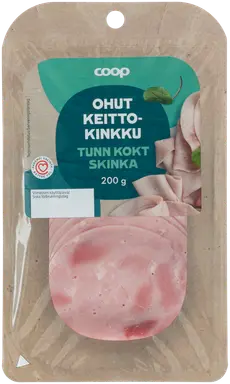 coop
OHUT
KEITTO-
KINKKU
TUNN KOKT
SKINKA
200 g